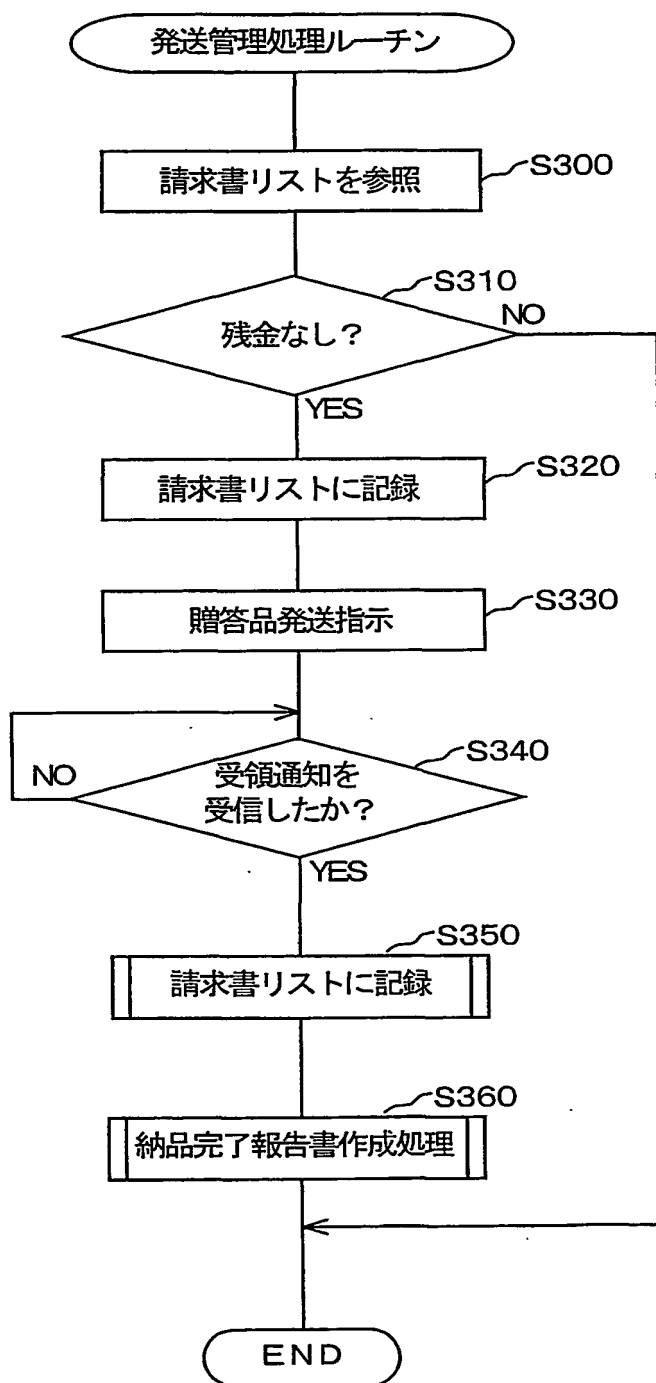 発送管理処理ルーチン
請求書リストを参照
S300
S310
残金なし?
NO
YES
請求書リストに記録
S320
贈答品発送指示
S330
S340
受領通知を
受信したか?
NO
YES
S350
請求書リストに記録
S360
納品完了報告書作成処理
END